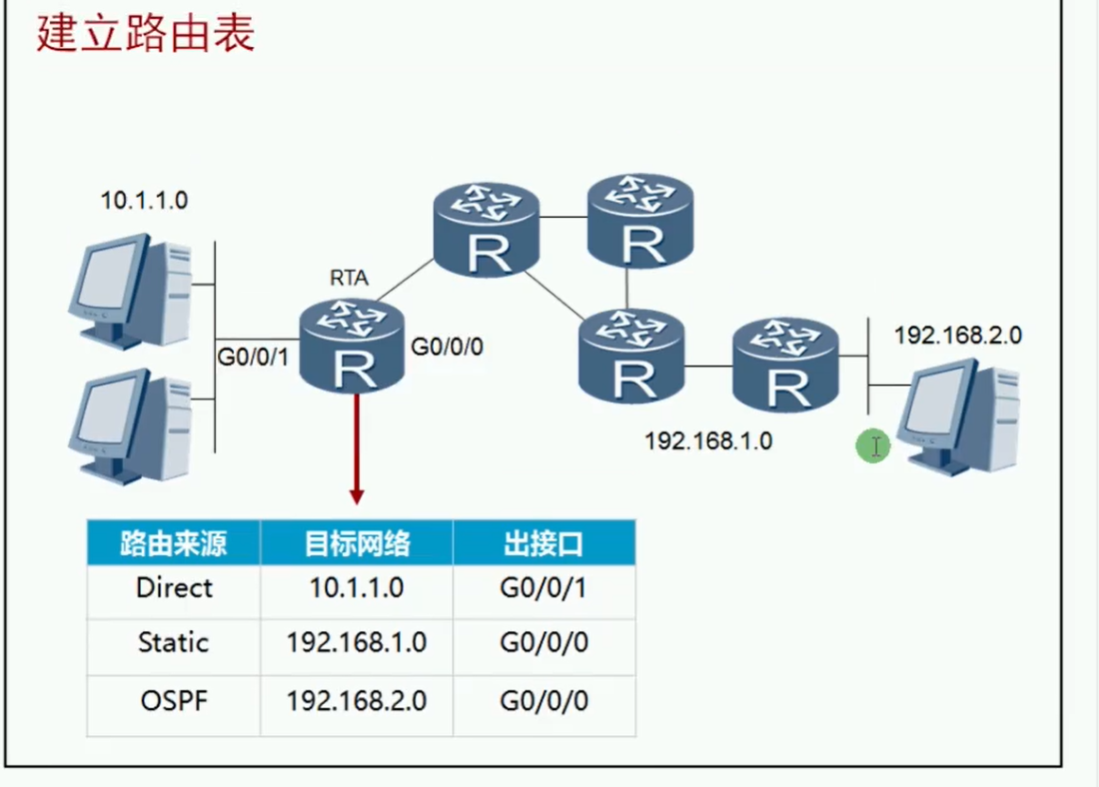 建立路由表
10.1.1.0
RTA
R
R
R
R
R
G0/0/1
G0/0/0
192.168.2.0
192.168.1.0
路由来源 目标网络 出接口
Direct 10.1.1.0 G0/0/1
Static 192.168.1.0 G0/0/0
OSPF 192.168.2.0 G0/0/0